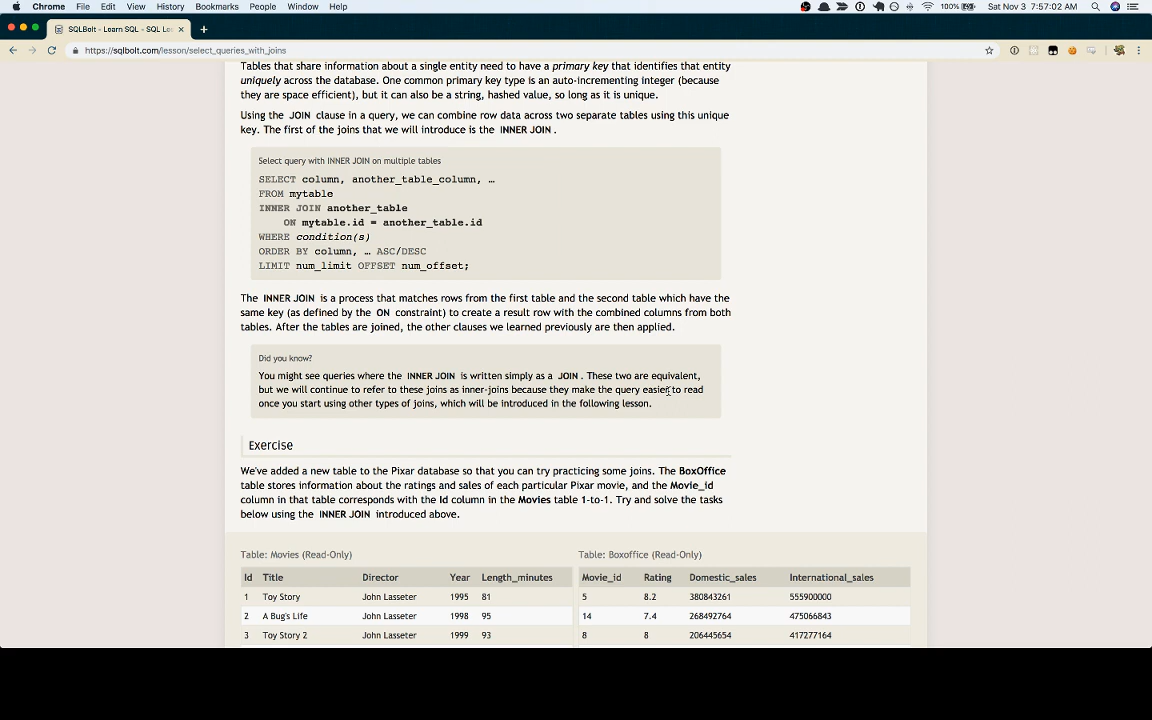 Chrome File Edit View History Bookmarks People Window Help 100% Sat Nov 3 7:57:02 AM
SQLBolt - Learn SQL - SQL Le
https://sqlbolt.com/lesson/select_queries_with_joins
Tables that share information about a single entity need to have a primary key that identifies that entity
uniquely across the database. One common primary key type is an auto-incrementing integer (because
they are space efficient), but it can also be a string, hashed value, so long as it is unique.
Using the JOIN clause in a query, we can combine row data across two separate tables using this unique
key. The first of the joins that we will introduce is the INNER JOIN .
Select query with INNER JOIN on multiple tables
SELECT column, another_table_column, …
FROM mytable
INNER JOIN another_table
ON mytable.id = another_table.id
WHERE condition(s)
ORDER BY column, … ASC/DESC
LIMIT num_limit OFFSET num_offset;
The INNER JOIN is a process that matches rows from the first table and the second table which have the
same key (as defined by the ON constraint) to create a result row with the combined columns from both
tables. After the tables are joined, the other clauses we learned previously are then applied.
Did you know?
You might see queries where the INNER JOIN is written simply as a JOIN . These two are equivalent,
but we will continue to refer to these joins as inner-joins because they make the query easier to read
once you start using other types of joins, which will be introduced in the following lesson.
Exercise
We've added a new table to the Pixar database so that you can try practicing some joins. The BoxOffice
table stores information about the ratings and sales of each particular Pixar movie, and the Movie_id
column in that table corresponds with the Id column in the Movies table 1-to-1. Try and solve the tasks
below using the INNER JOIN introduced above.
Table: Movies (Read-Only) Table: Boxoffice (Read-Only)
Id Title Director Year Length_minutes Movie_id Rating Domestic_sales International_sales
1 Toy Story John Lasseter 1995 81 5 8.2 380843261 555900000
2 A Bug's Life John Lasseter 1998 95 14 7.4 268492764 475066843
3 Toy Story 2 John Lasseter 1999 93 8 8 206445654 417277164